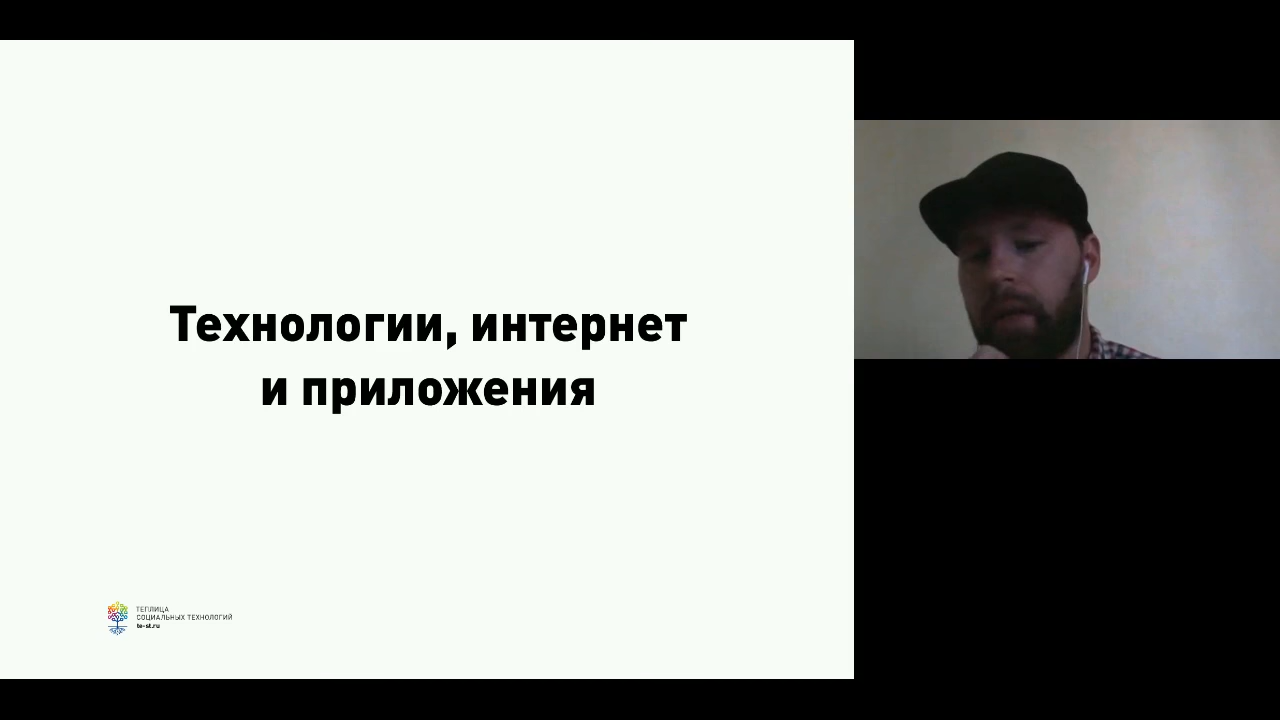 Технологии, интернет
и приложения
ТЕПЛИЦА
СОЦИАЛЬНЫХ ТЕХНОЛОГИЙ
te-st.ru